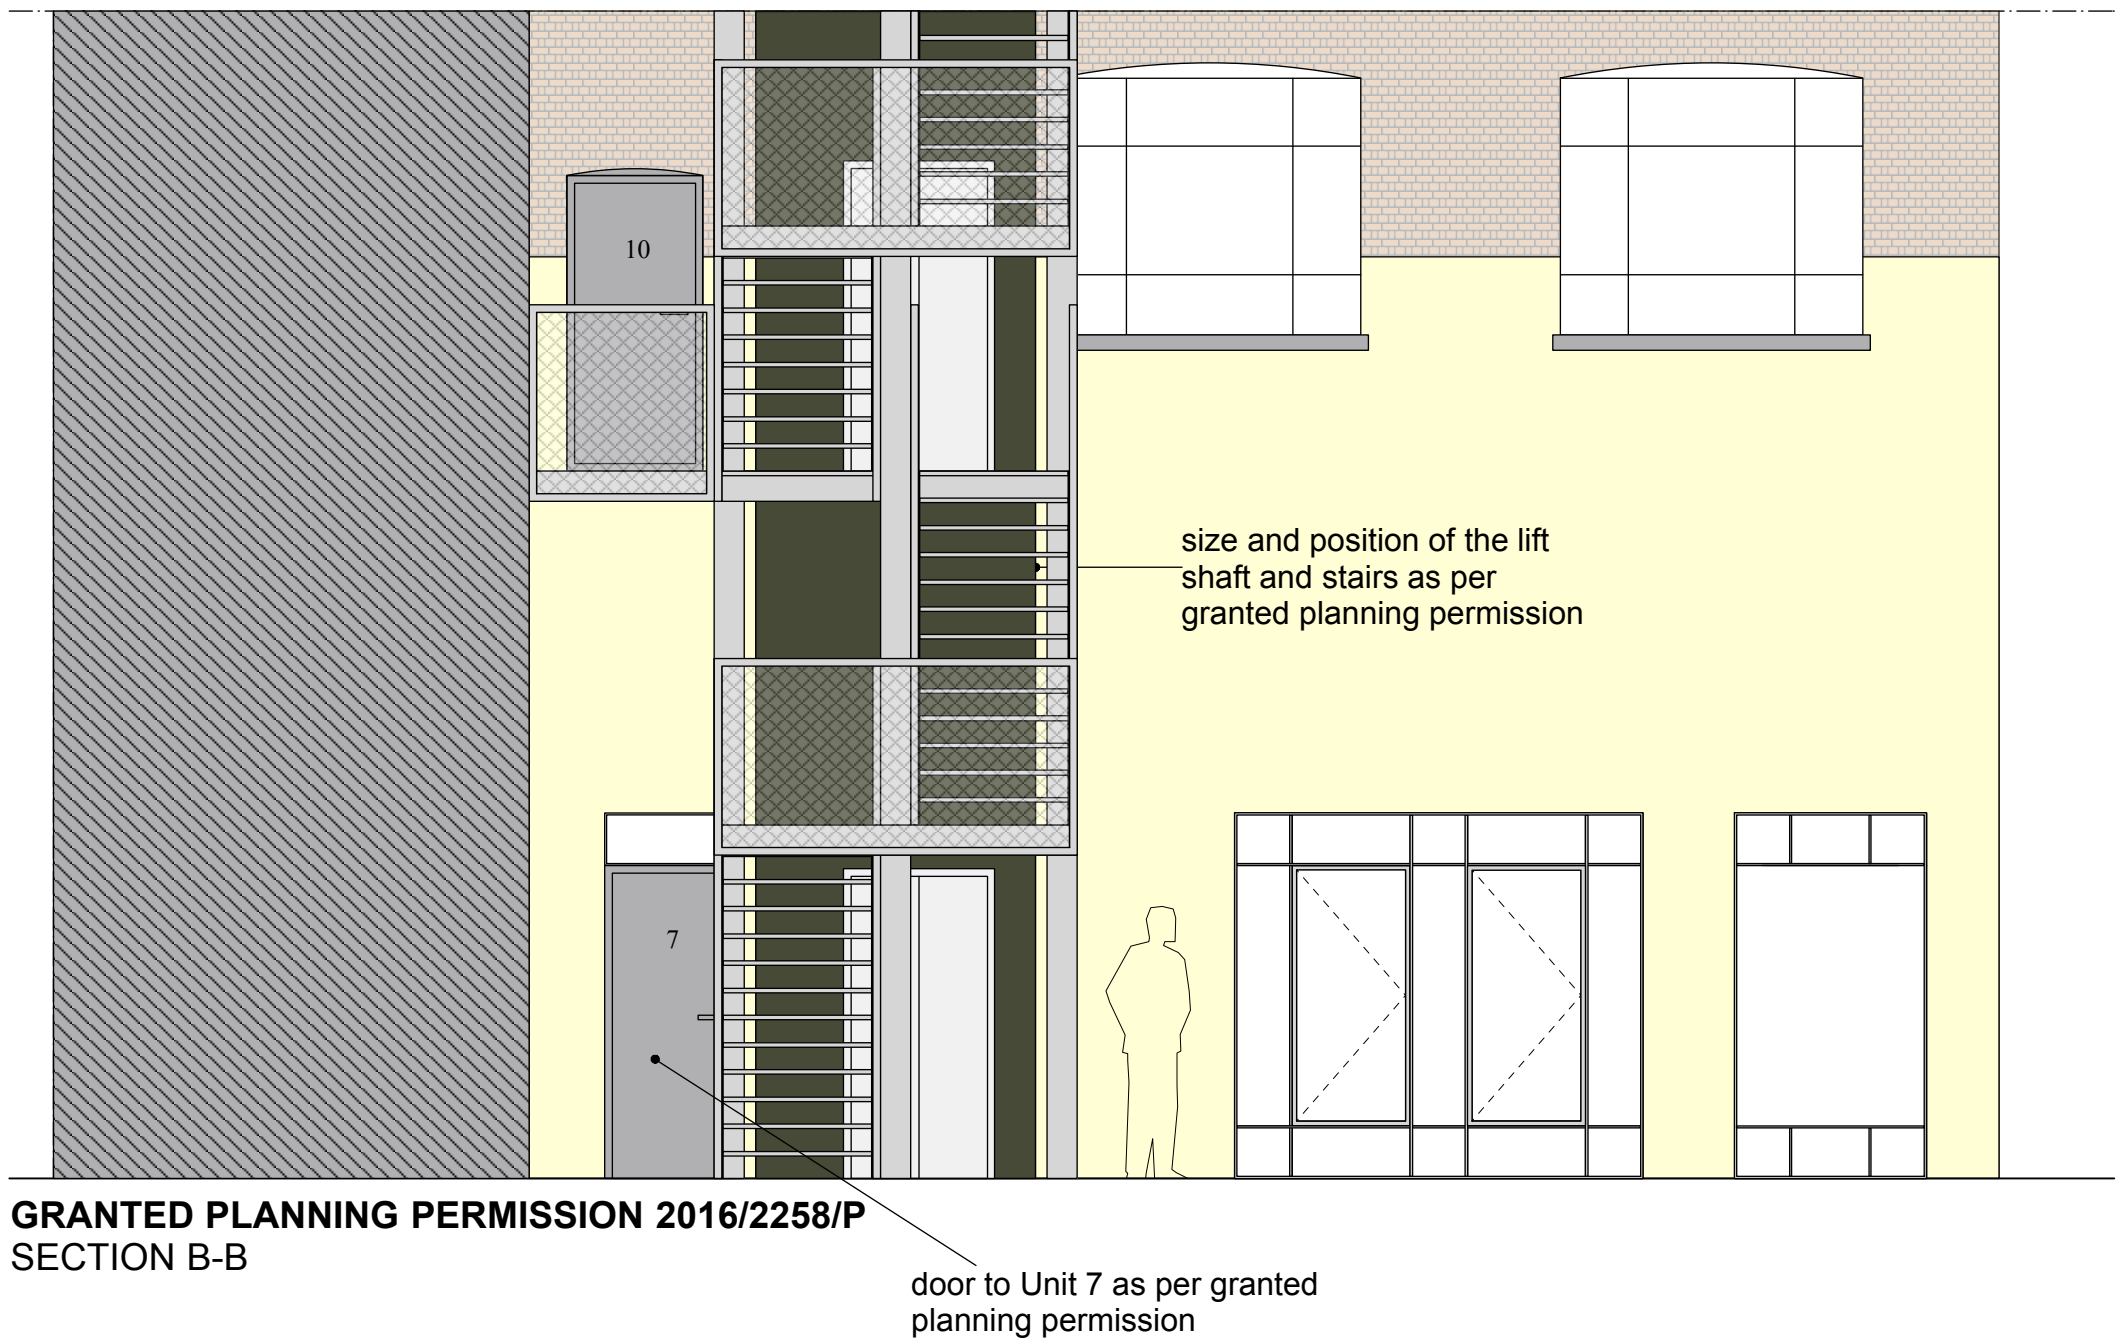 10
size and position of the lift
shaft and stairs as per
granted planning permission
7
GRANTED PLANNING PERMISSION 2016/2258/P
SECTION B-B
door to Unit 7 as per granted
planning permission